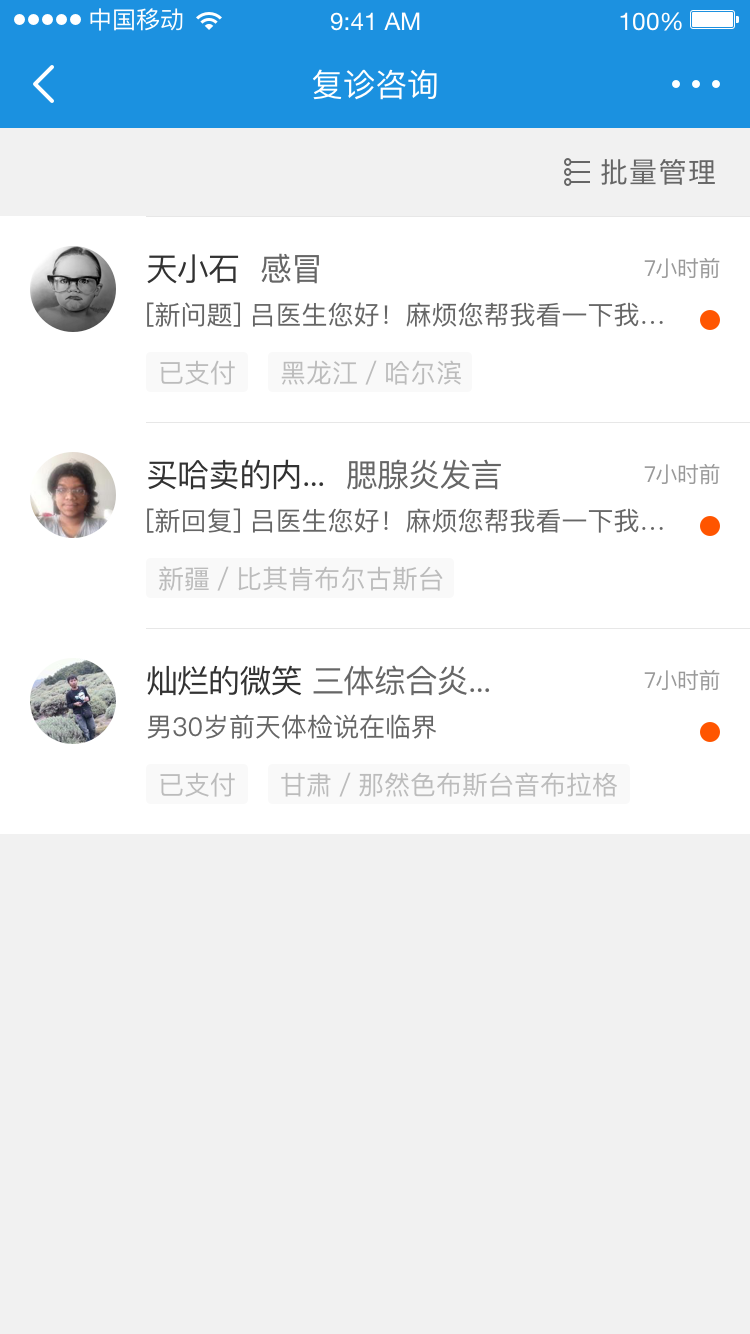 中国移动 9:41 AM 100%
复诊咨询
批量管理
天小石 感冒 7小时前
[新问题] 吕医生您好！麻烦您帮我看一下我...
已支付 黑龙江 / 哈尔滨
买哈卖的内... 腮腺炎发言 7小时前
[新回复] 吕医生您好！麻烦您帮我看一下我...
新疆 / 比其肯布尔古斯台
灿烂的微笑 三体综合炎... 7小时前
男30岁前天体检说在临界
已支付 甘肃 / 那然色布斯台音布拉格